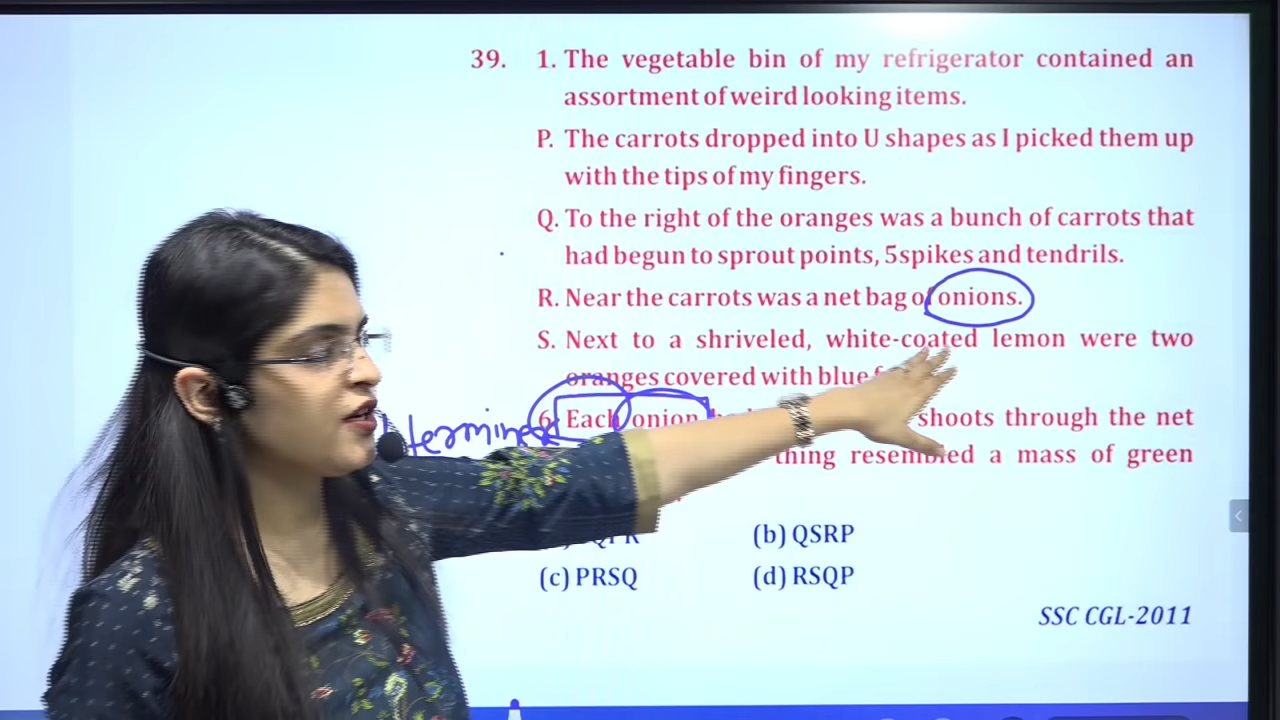 39. 1. The vegetable bin of my refrigerator contained an
assortment of weird looking items.
P. The carrots dropped into U shapes as I picked them up
with the tips of my fingers.
Q. To the right of the oranges was a bunch of carrots that
had begun to sprout points, 5spikes and tendrils.
R. Near the carrots was a net bag of onions.
S. Next to a shriveled, white-coated lemon were two
oranges covered with blue
6. Each onion shoots through the net
thing resembled a mass of green
(b) QSRP
(c) PRSQ (d) RSQP
SSC CGL-2011